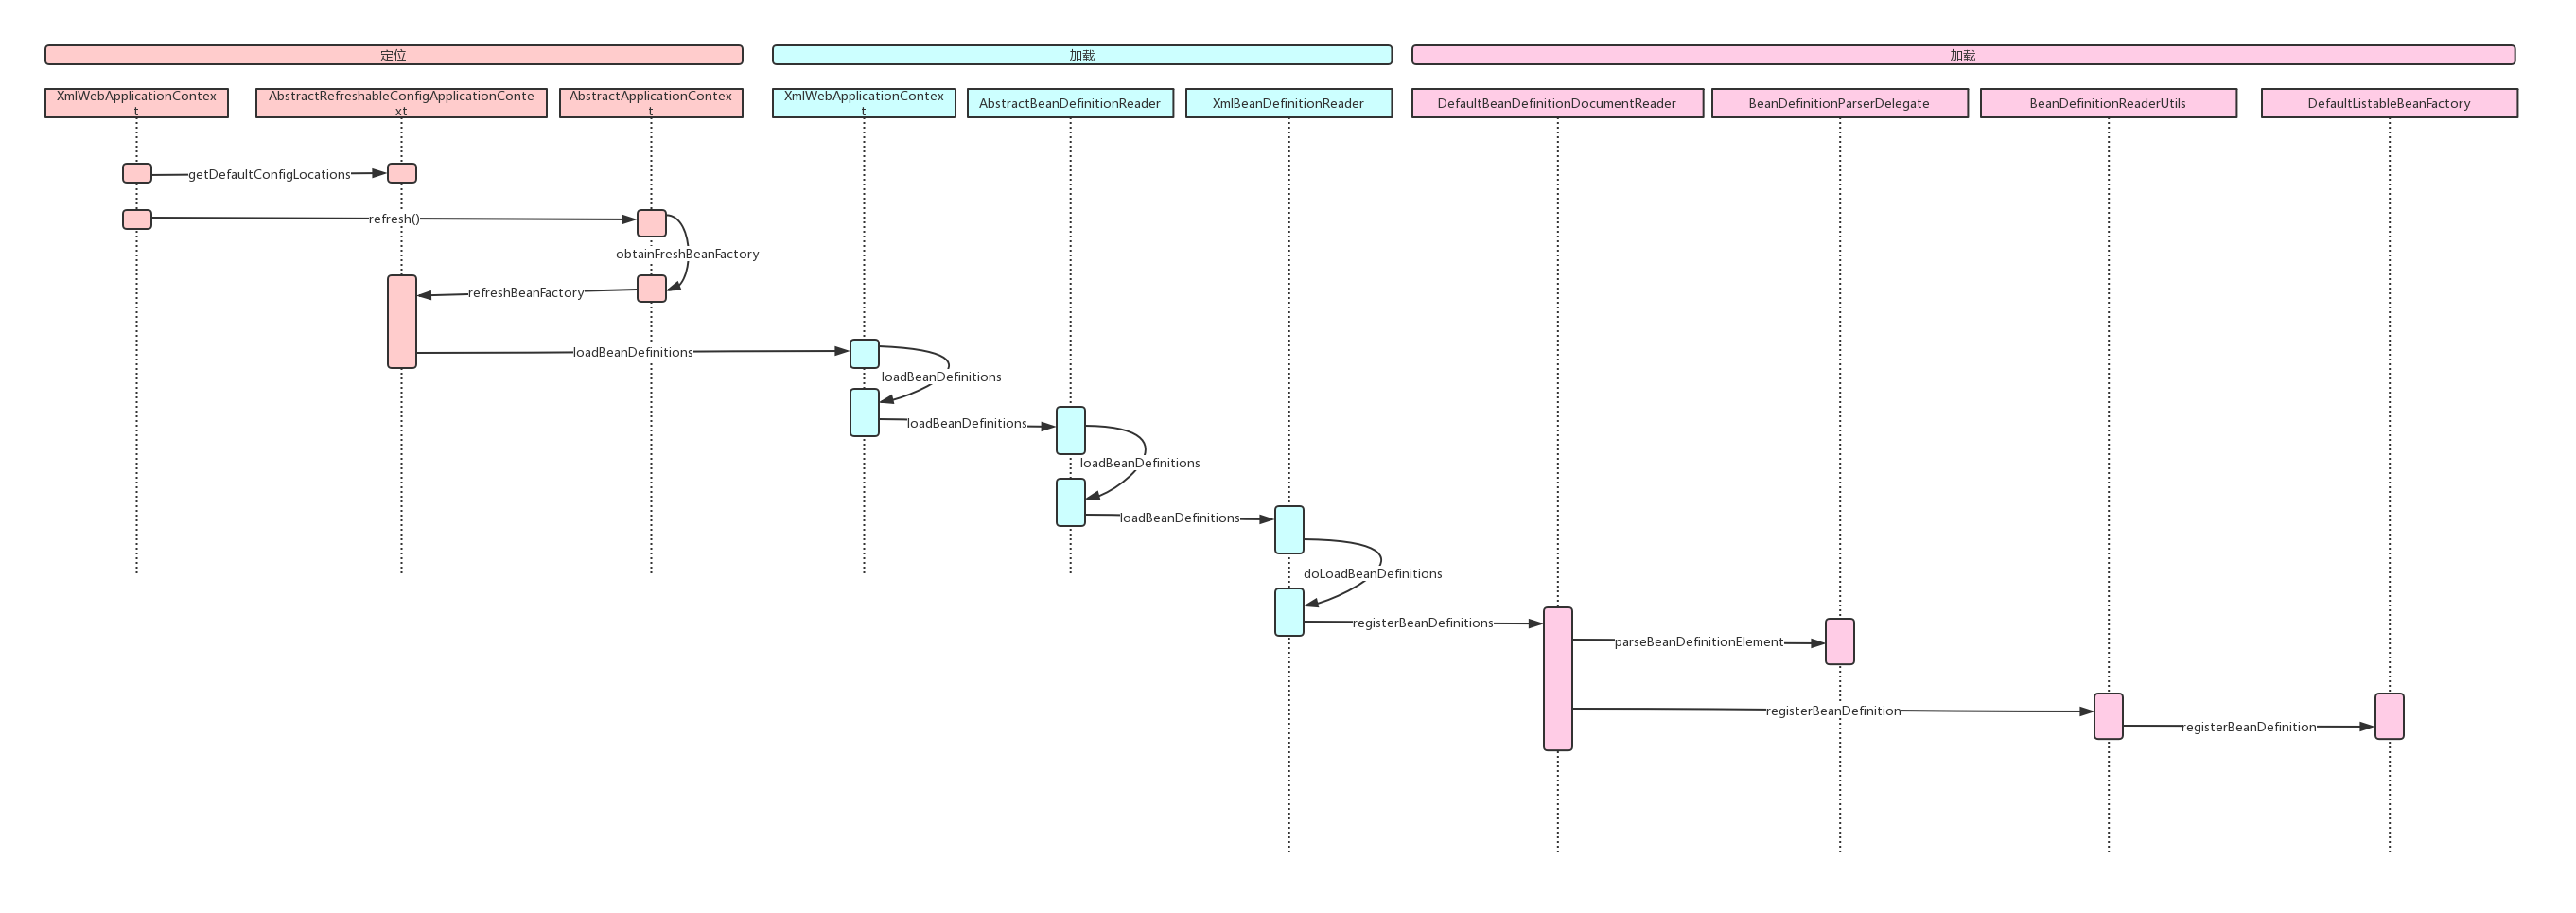 定位
加载
加载
XmlWebApplicationContex
t
AbstractRefreshableConfigApplicationConte
xt
AbstractApplicationContex
t
XmlWebApplicationContex
t
AbstractBeanDefinitionReader
XmlBeanDefinitionReader
DefaultBeanDefinitionDocumentReader
BeanDefinitionParserDelegate
BeanDefinitionReaderUtils
DefaultListableBeanFactory
getDefaultConfigLocations
refresh()
obtainFreshBeanFactory
refreshBeanFactory
loadBeanDefinitions
loadBeanDefinitions
loadBeanDefinitions
loadBeanDefinitions
loadBeanDefinitions
doLoadBeanDefinitions
registerBeanDefinitions
parseBeanDefinitionElement
registerBeanDefinition
registerBeanDefinition